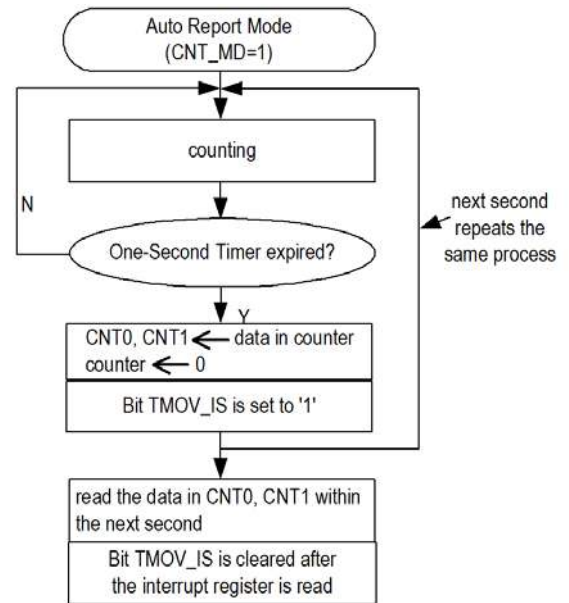 Auto Report Mode
(CNT_MD=1)
counting
N
next second
repeats the
same process
One-Second Timer expired?
Y
CNT0, CNT1 ← data in counter
counter ← 0
Bit TMOV_IS is set to '1'
read the data in CNT0, CNT1 within
the next second
Bit TMOV_IS is cleared after
the interrupt register is read